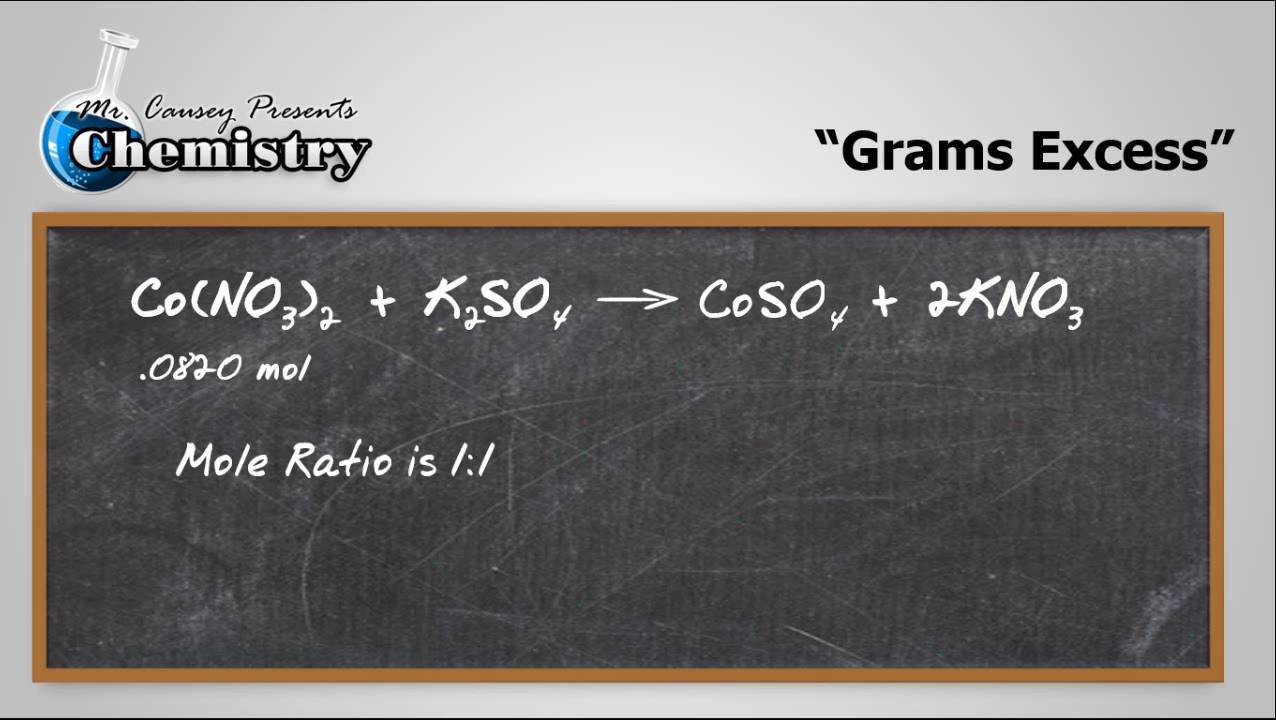 Mr. Causey Presents
Chemistry
“Grams Excess”
Co(NO₃)₂ + K₂SO₄ → CoSO₄ + 2KNO₃
.0820 mol
Mole Ratio is 1:1